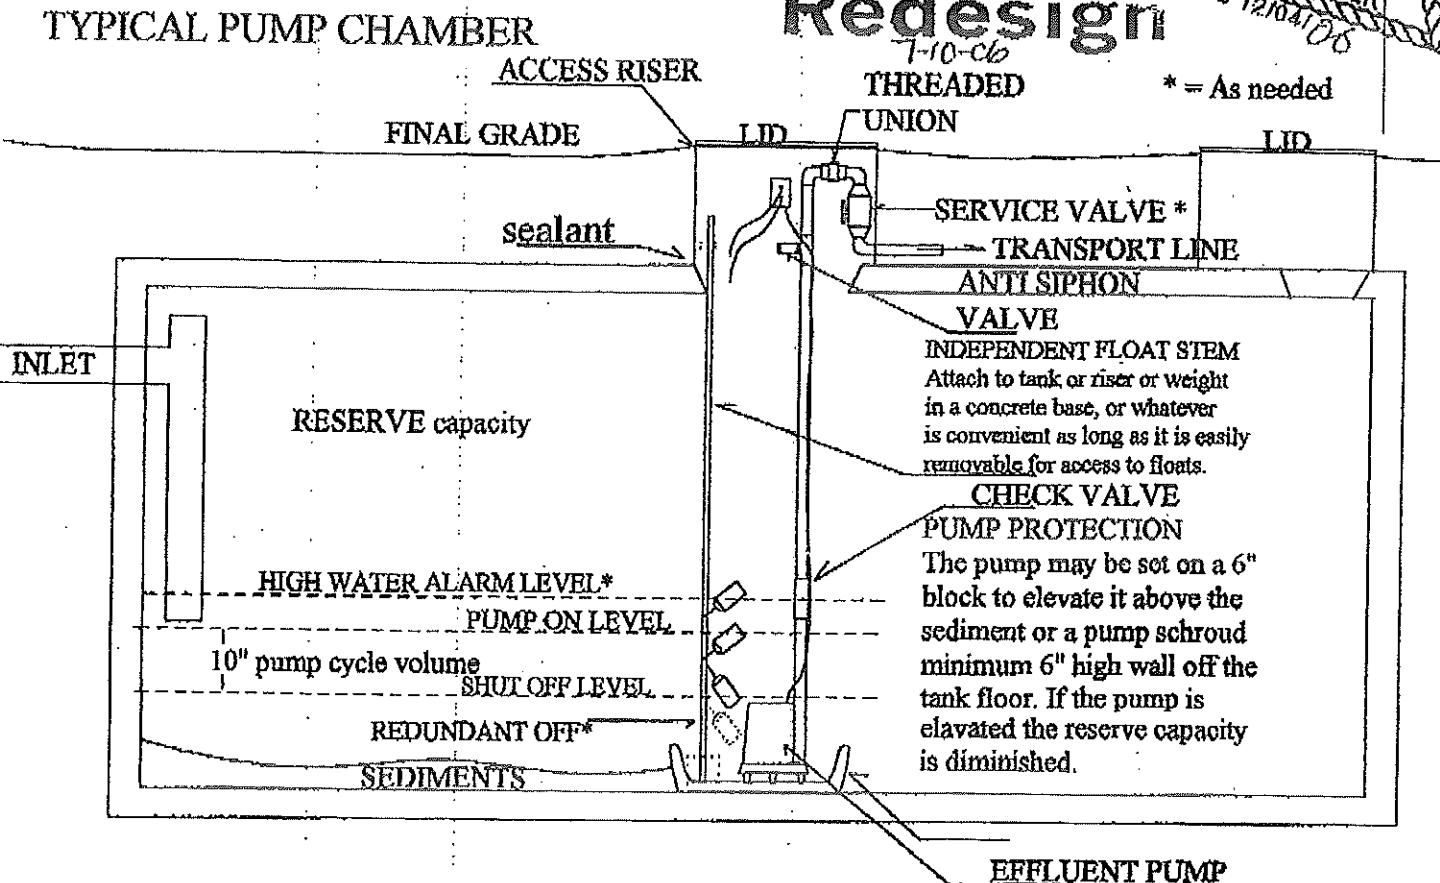 TYPICAL PUMP CHAMBER
Redesign
7-10-06
12/04/06
ACCESS RISER
THREADED
UNION
* = As needed
FINAL GRADE
LID
LID
SERVICE VALVE *
sealant
TRANSPORT LINE
ANTI SIPHON
VALVE
INLET
INDEPENDENT FLOAT STEM
Attach to tank or riser or weight
in a concrete base, or whatever
is convenient as long as it is easily
removable for access to floats.
RESERVE capacity
CHECK VALVE
PUMP PROTECTION
The pump may be set on a 6"
block to elevate it above the
sediment or a pump schroud
minimum 6" high wall off the
tank floor. If the pump is
elavated the reserve capacity
is diminished.
HIGH WATER ALARM LEVEL*
PUMP ON LEVEL
10" pump cycle volume
SHUT OFF LEVEL
REDUNDANT OFF*
SEDIMENTS
EFFLUENT PUMP